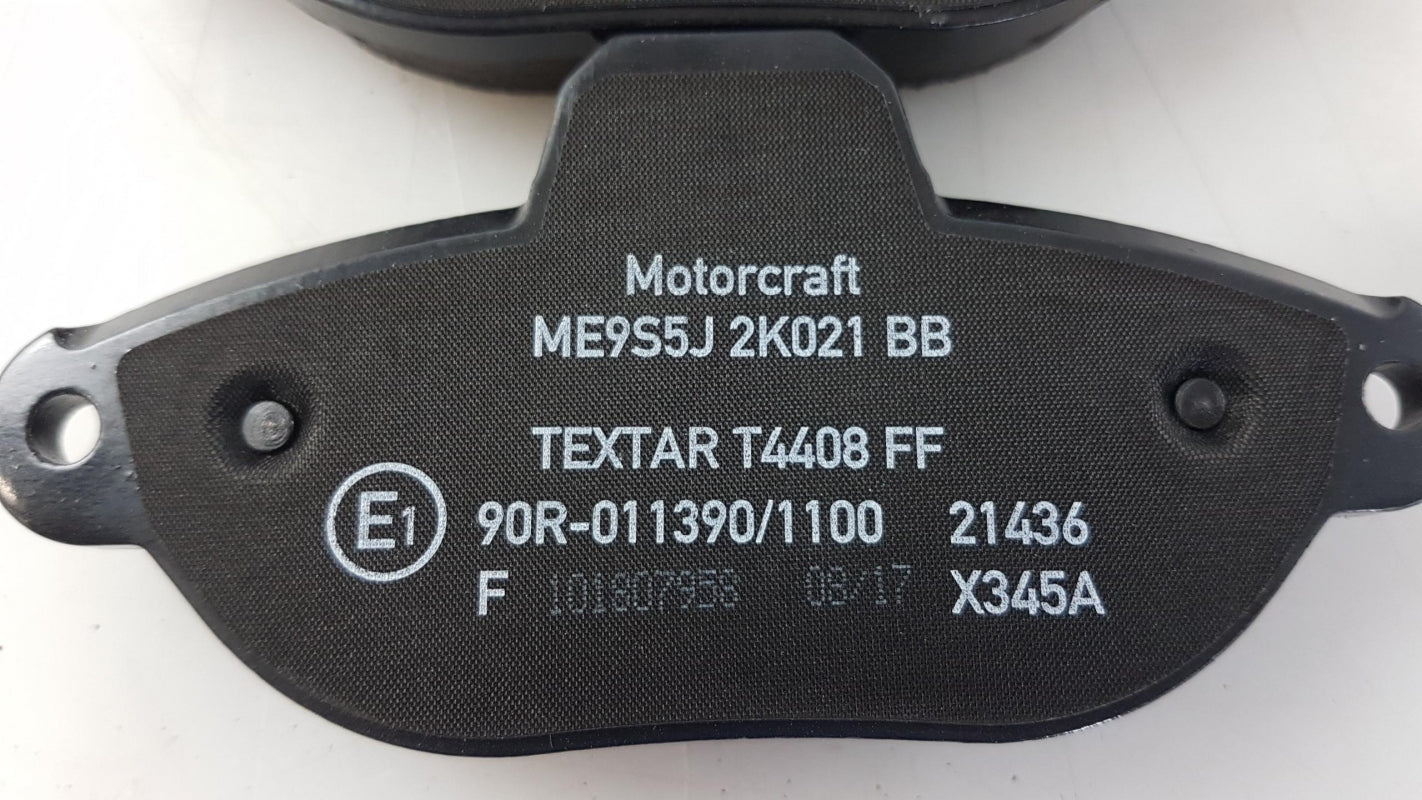 Motorcraft
ME9S5J 2K021 BB
TEXTAR T4408 FF
E1 90R-011390/1100 21436
F 101807958 08/17 X345A